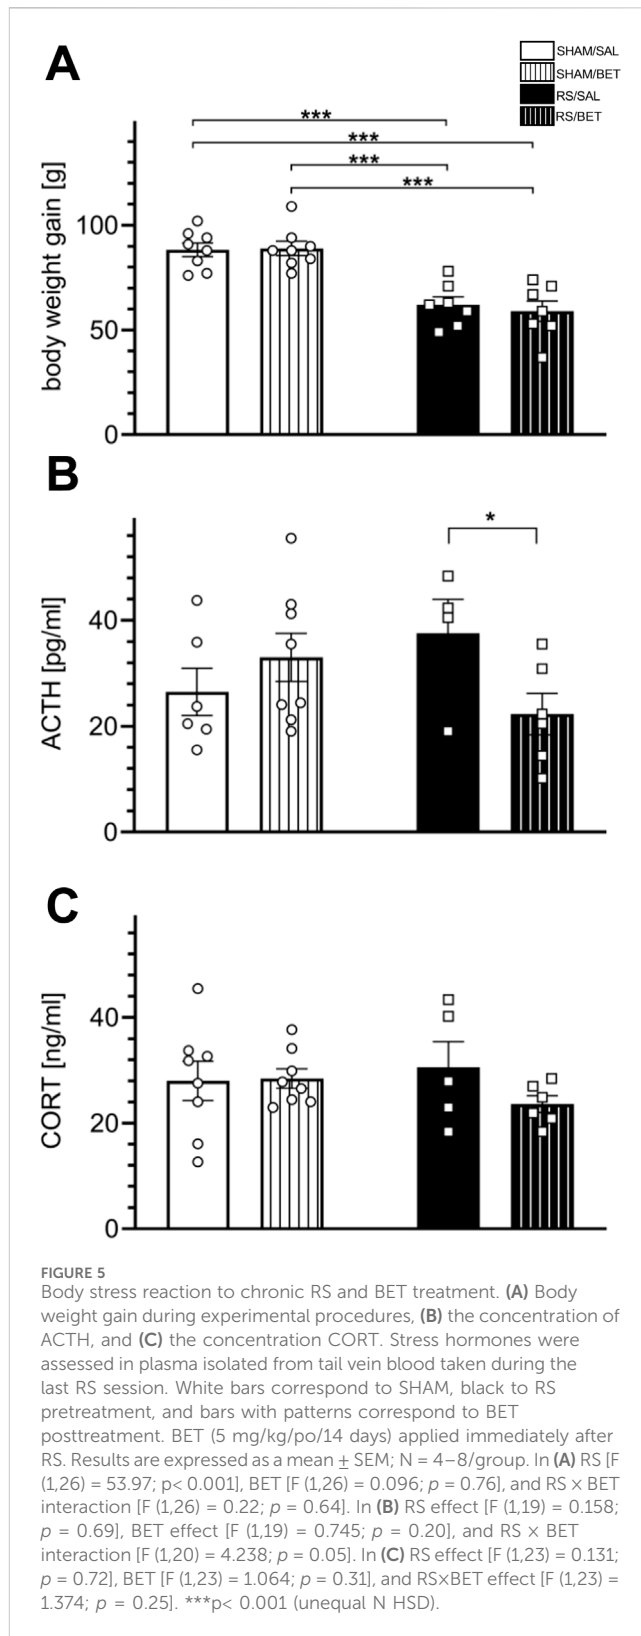 A
SHAM/SAL
SHAM/BET
RS/SAL
RS/BET
***
***
***
***
body weight gain [g]
100
50
0
B
*
ACTH [pg/ml]
40
20
0
C
CORT [ng/ml]
40
20
0
FIGURE 5
Body stress reaction to chronic RS and BET treatment. (A) Body
weight gain during experimental procedures, (B) the concentration of
ACTH, and (C) the concentration CORT. Stress hormones were
assessed in plasma isolated from tail vein blood taken during the
last RS session. White bars correspond to SHAM, black to RS
pretreatment, and bars with patterns correspond to BET
posttreatment. BET (5 mg/kg/po/14 days) applied immediately after
RS. Results are expressed as a mean ± SEM; N = 4–8/group. In (A) RS [F
(1,26) = 53.97; p< 0.001], BET [F (1,26) = 0.096; p = 0.76], and RS × BET
interaction [F (1,26) = 0.22; p = 0.64]. In (B) RS effect [F (1,19) = 0.158;
p = 0.69], BET effect [F (1,19) = 0.745; p = 0.20], and RS × BET
interaction [F (1,20) = 4.238; p = 0.05]. In (C) RS effect [F (1,23) = 0.131;
p = 0.72], BET [F (1,23) = 1.064; p = 0.31], and RS×BET effect [F (1,23) =
1.374; p = 0.25]. ***p< 0.001 (unequal N HSD).